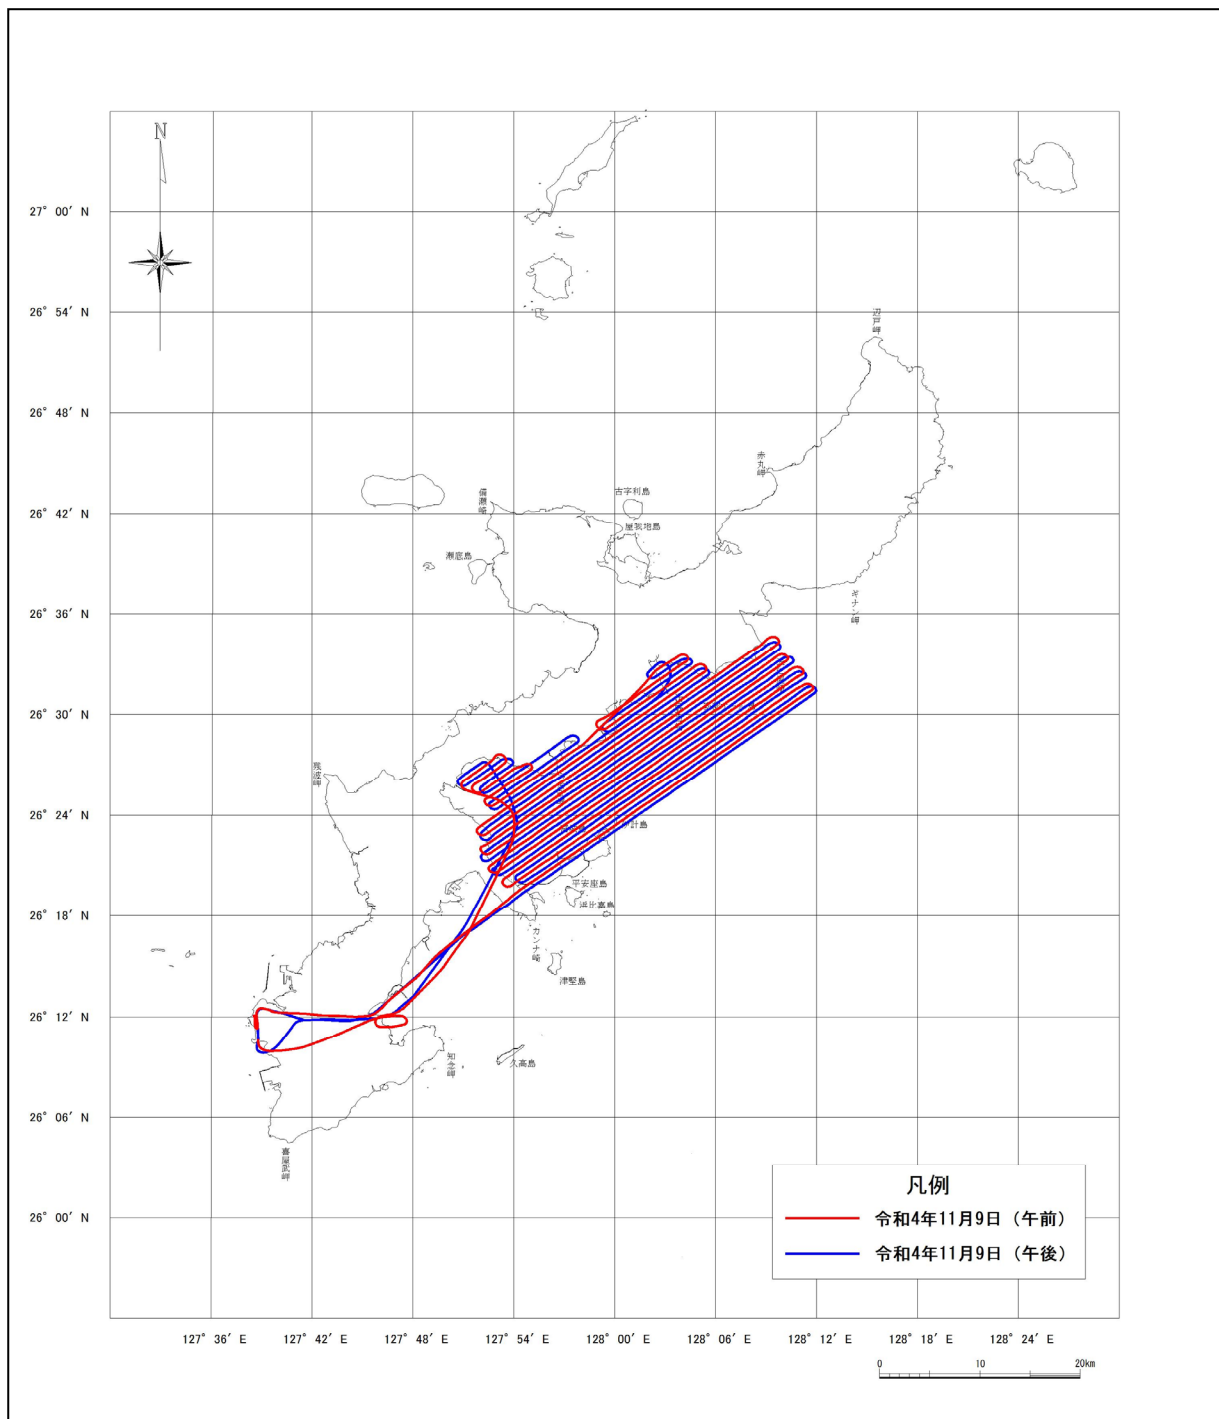 N
27° 00′ N
26° 54′ N
辺戸岬
26° 48′ N
赤丸岬
備瀬崎
古宇利島
26° 42′ N
屋我地島
瀬底島
26° 36′ N
ギナン岬
26° 30′ N
残波岬
26° 24′ N
計島
平安座島
浜比嘉島
26° 18′ N
カンナ崎
津堅島
26° 12′ N
知念岬
久高島
26° 06′ N
喜屋武岬
26° 00′ N
凡例
令和4年11月9日（午前）
令和4年11月9日（午後）
127° 36′ E 127° 42′ E 127° 48′ E 127° 54′ E 128° 00′ E 128° 06′ E 128° 12′ E 128° 18′ E 128° 24′ E
0 10 20km